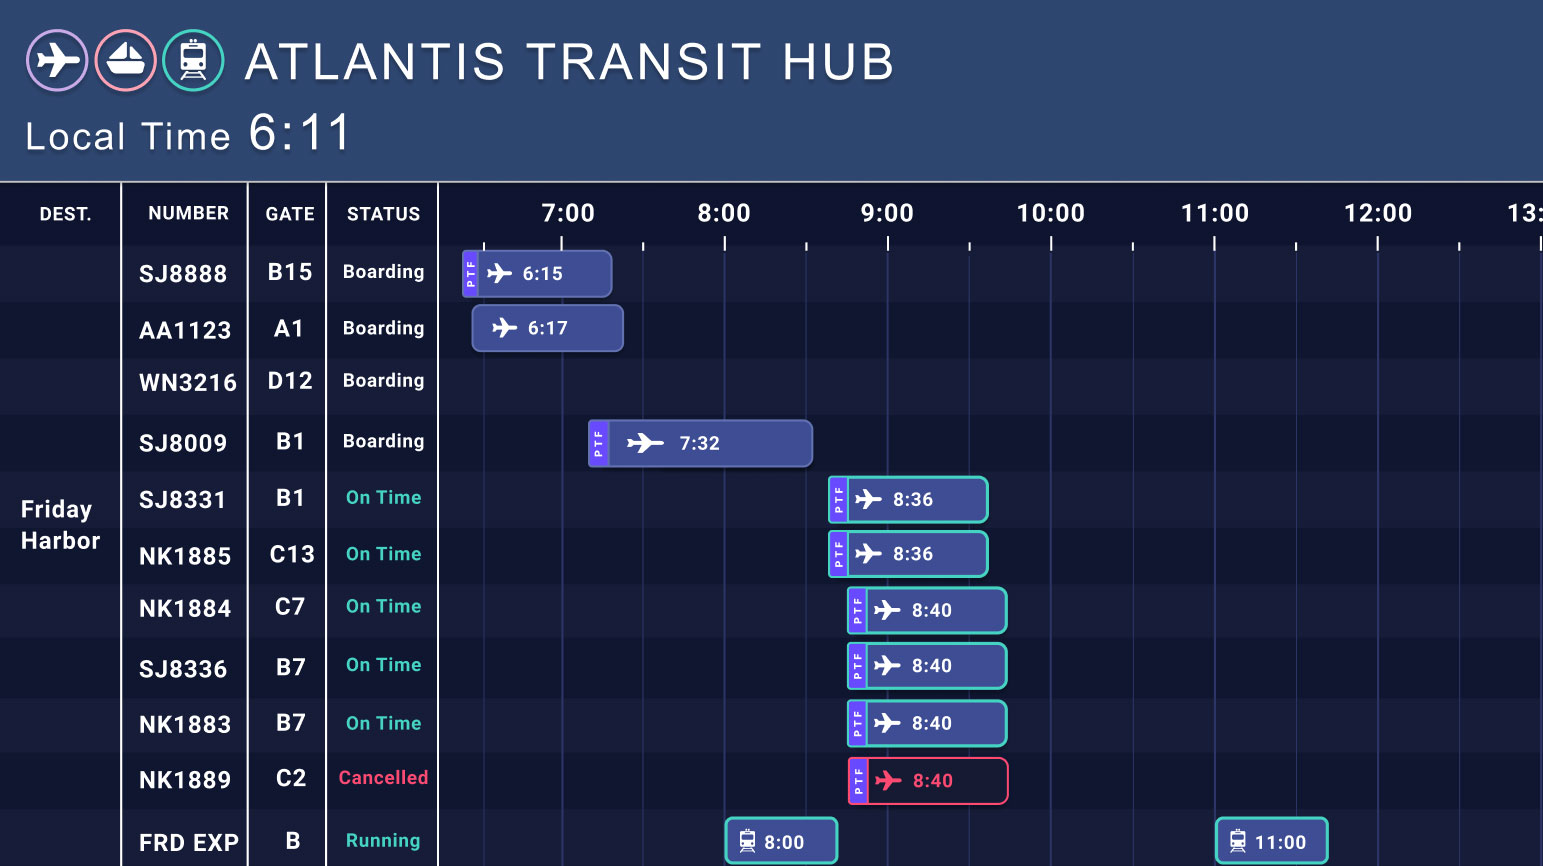 ATLANTIS TRANSIT HUB
Local Time 6:11
DEST. NUMBER GATE STATUS 7:00 8:00 9:00 10:00 11:00 12:00 13:
SJ8888 B15 Boarding PTF 6:15
AA1123 A1 Boarding 6:17
WN3216 D12 Boarding
SJ8009 B1 Boarding PTF 7:32
Friday
Harbor
SJ8331 B1 On Time PTF 8:36
NK1885 C13 On Time PTF 8:36
NK1884 C7 On Time PTF 8:40
SJ8336 B7 On Time PTF 8:40
NK1883 B7 On Time PTF 8:40
NK1889 C2 Cancelled PTF 8:40
FRD EXP B Running 8:00 11:00